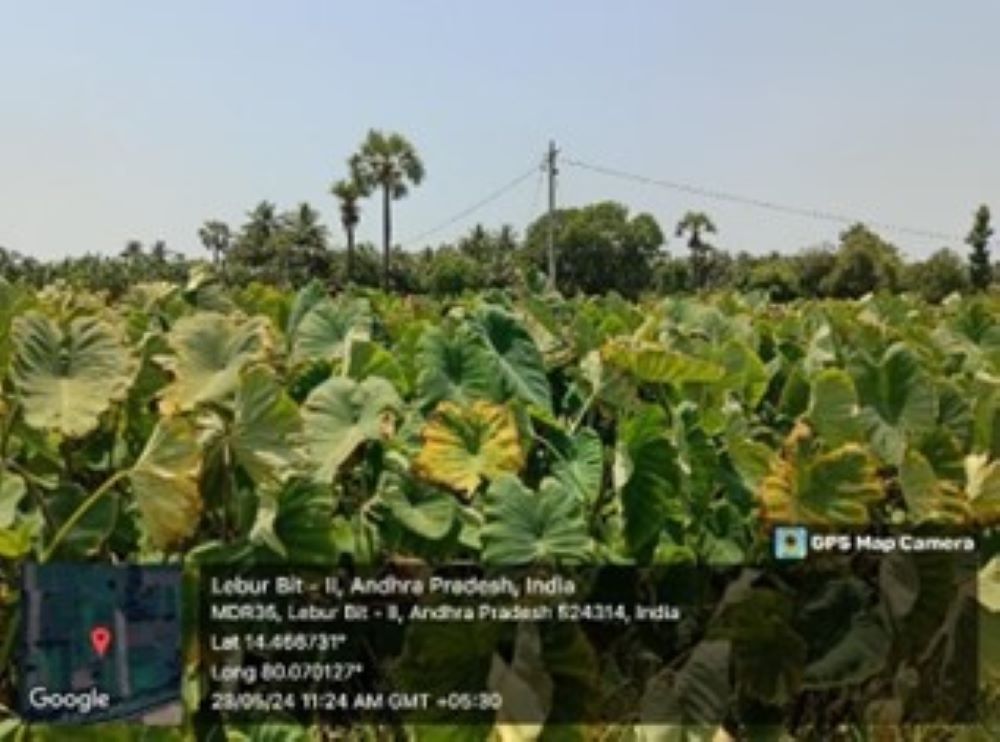 GPS Map Camera
Lebur Bit - II, Andhra Pradesh, India
MDR35, Lebur Bit - II, Andhra Pradesh 524314, India
Lat 14.466731°
Long 80.070127°
28/05/24 11:24 AM GMT +05:30
Google